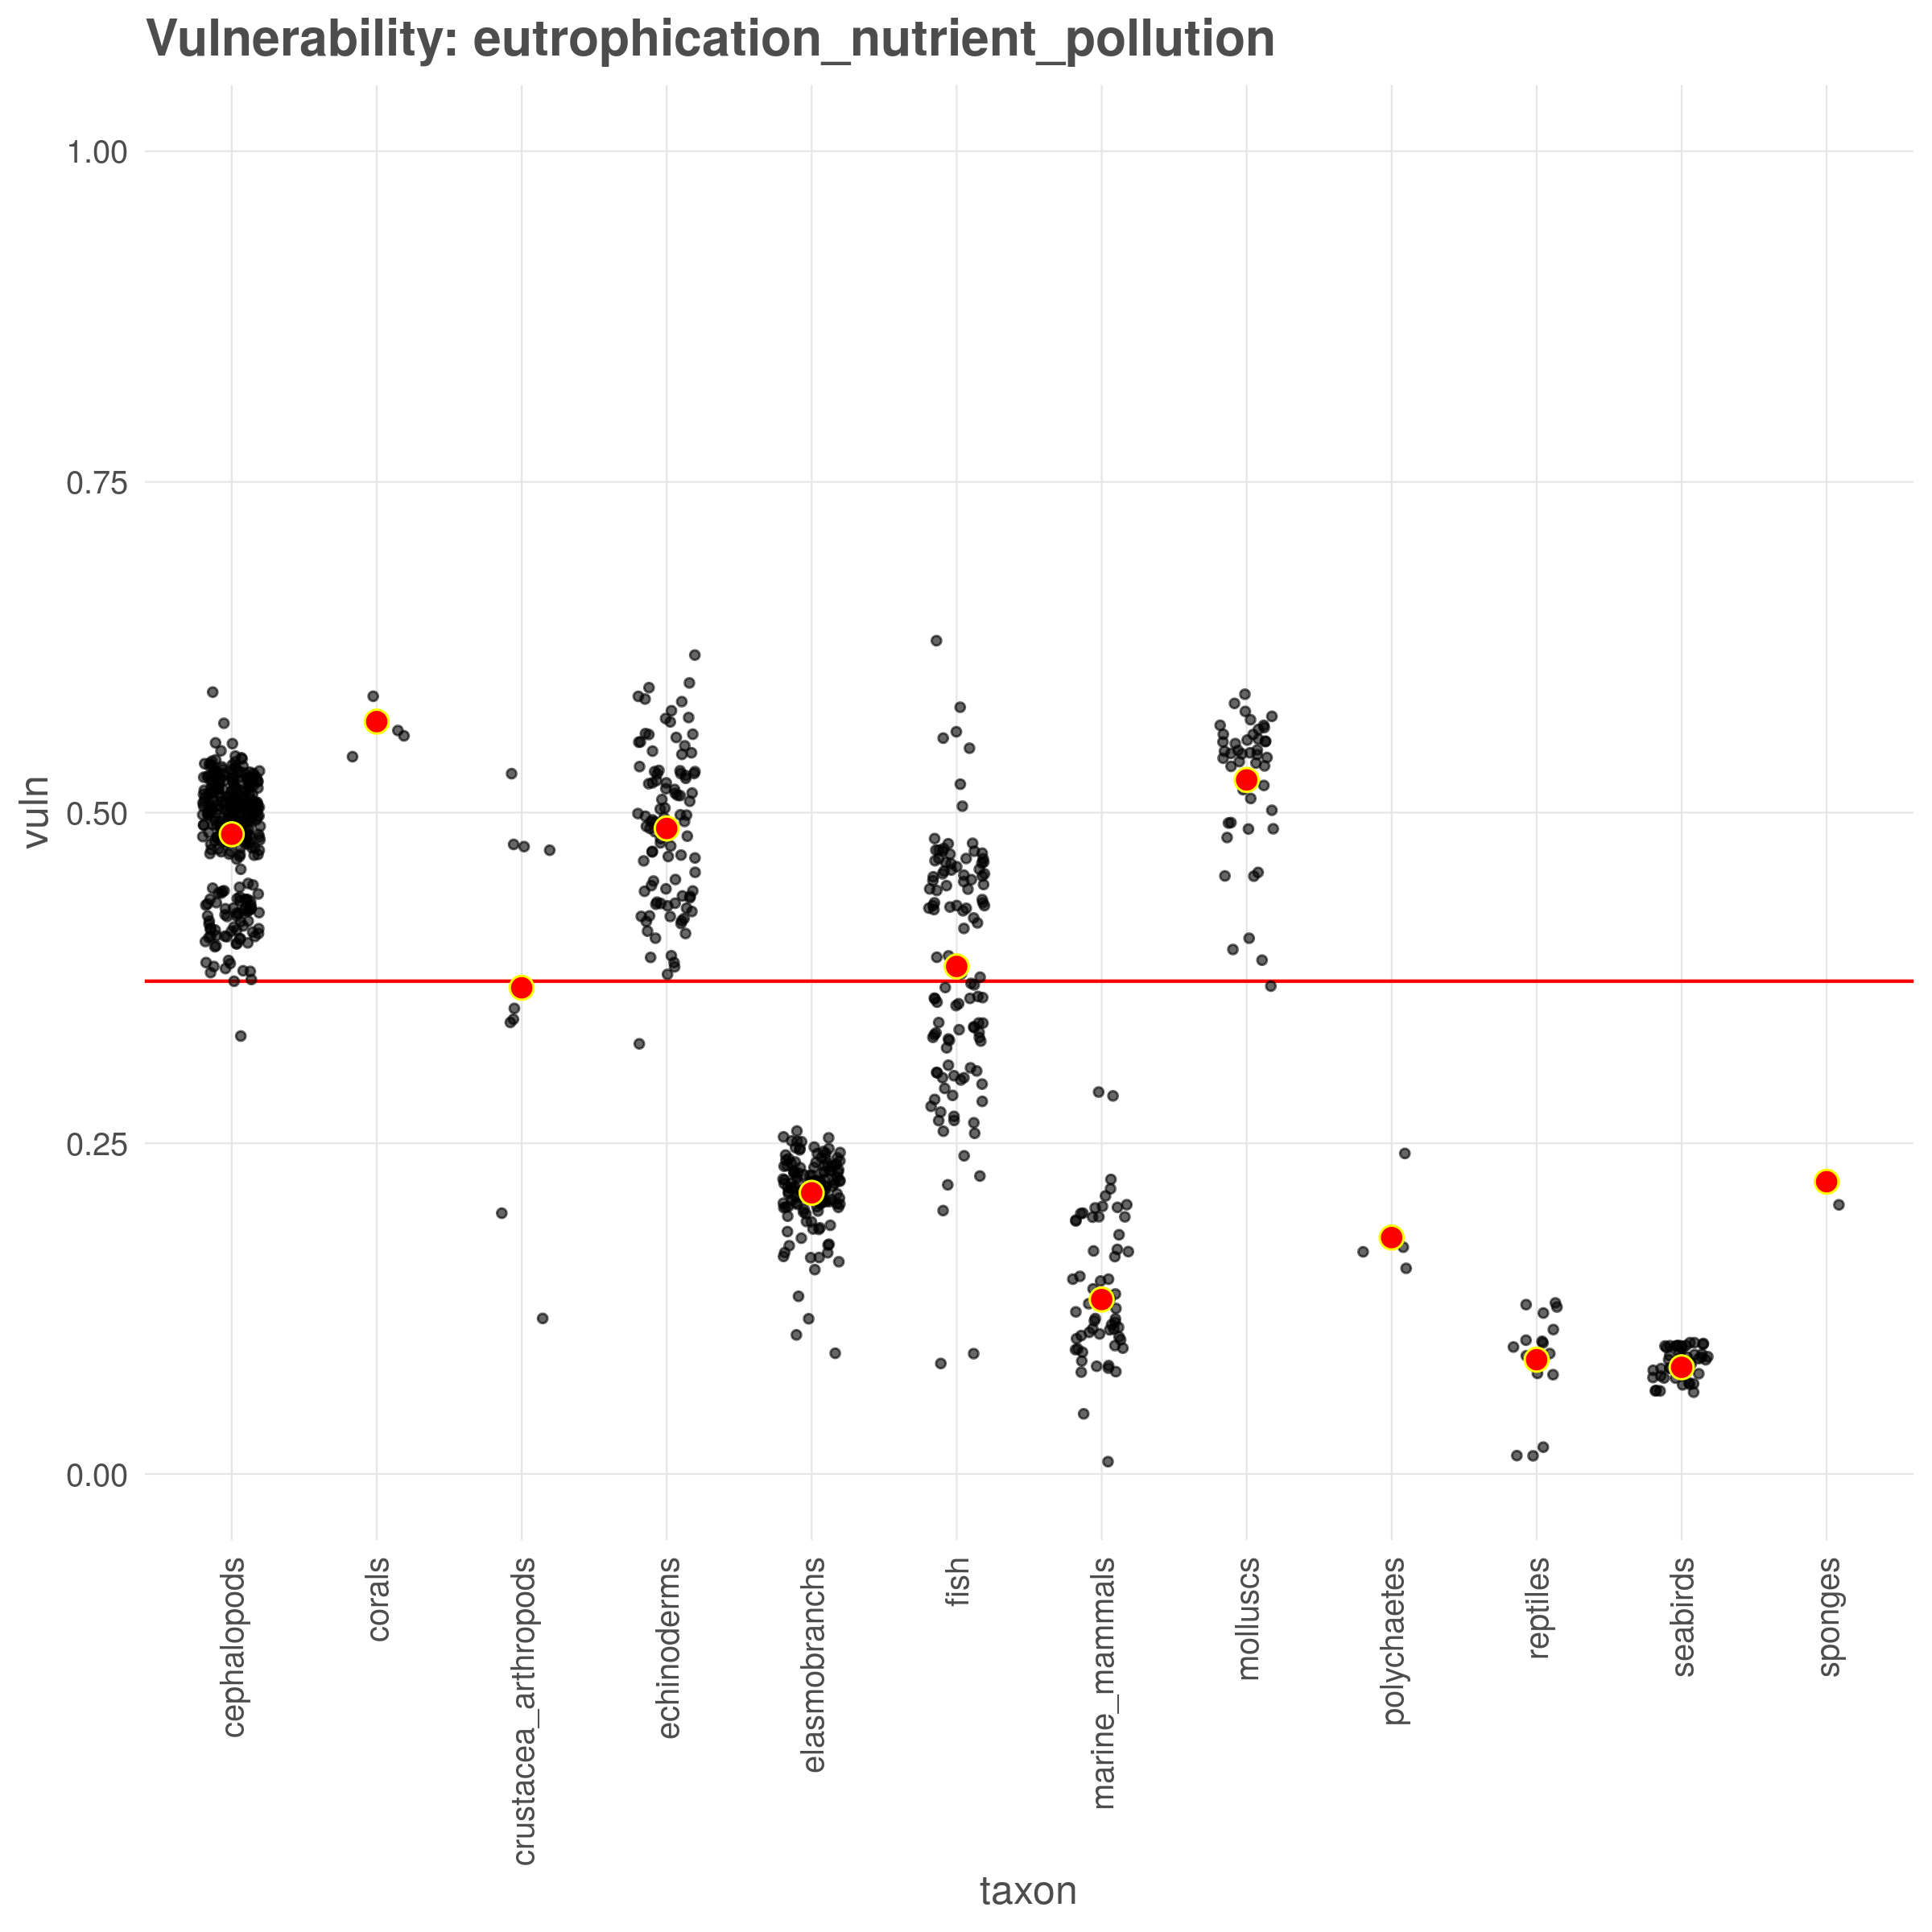 Vulnerability: eutrophication_nutrient_pollution
1.00
0.75
0.50
0.25
0.00
vuln
cephalopods
corals
crustacea_arthropods
echinoderms
elasmobranchs
fish
marine_mammals
molluscs
polychaetes
reptiles
seabirds
sponges
taxon